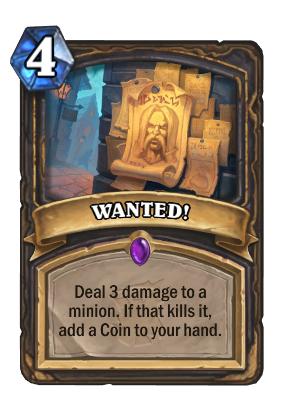 4
WANTED!
Deal 3 damage to a
minion. If that kills it,
add a Coin to your hand.